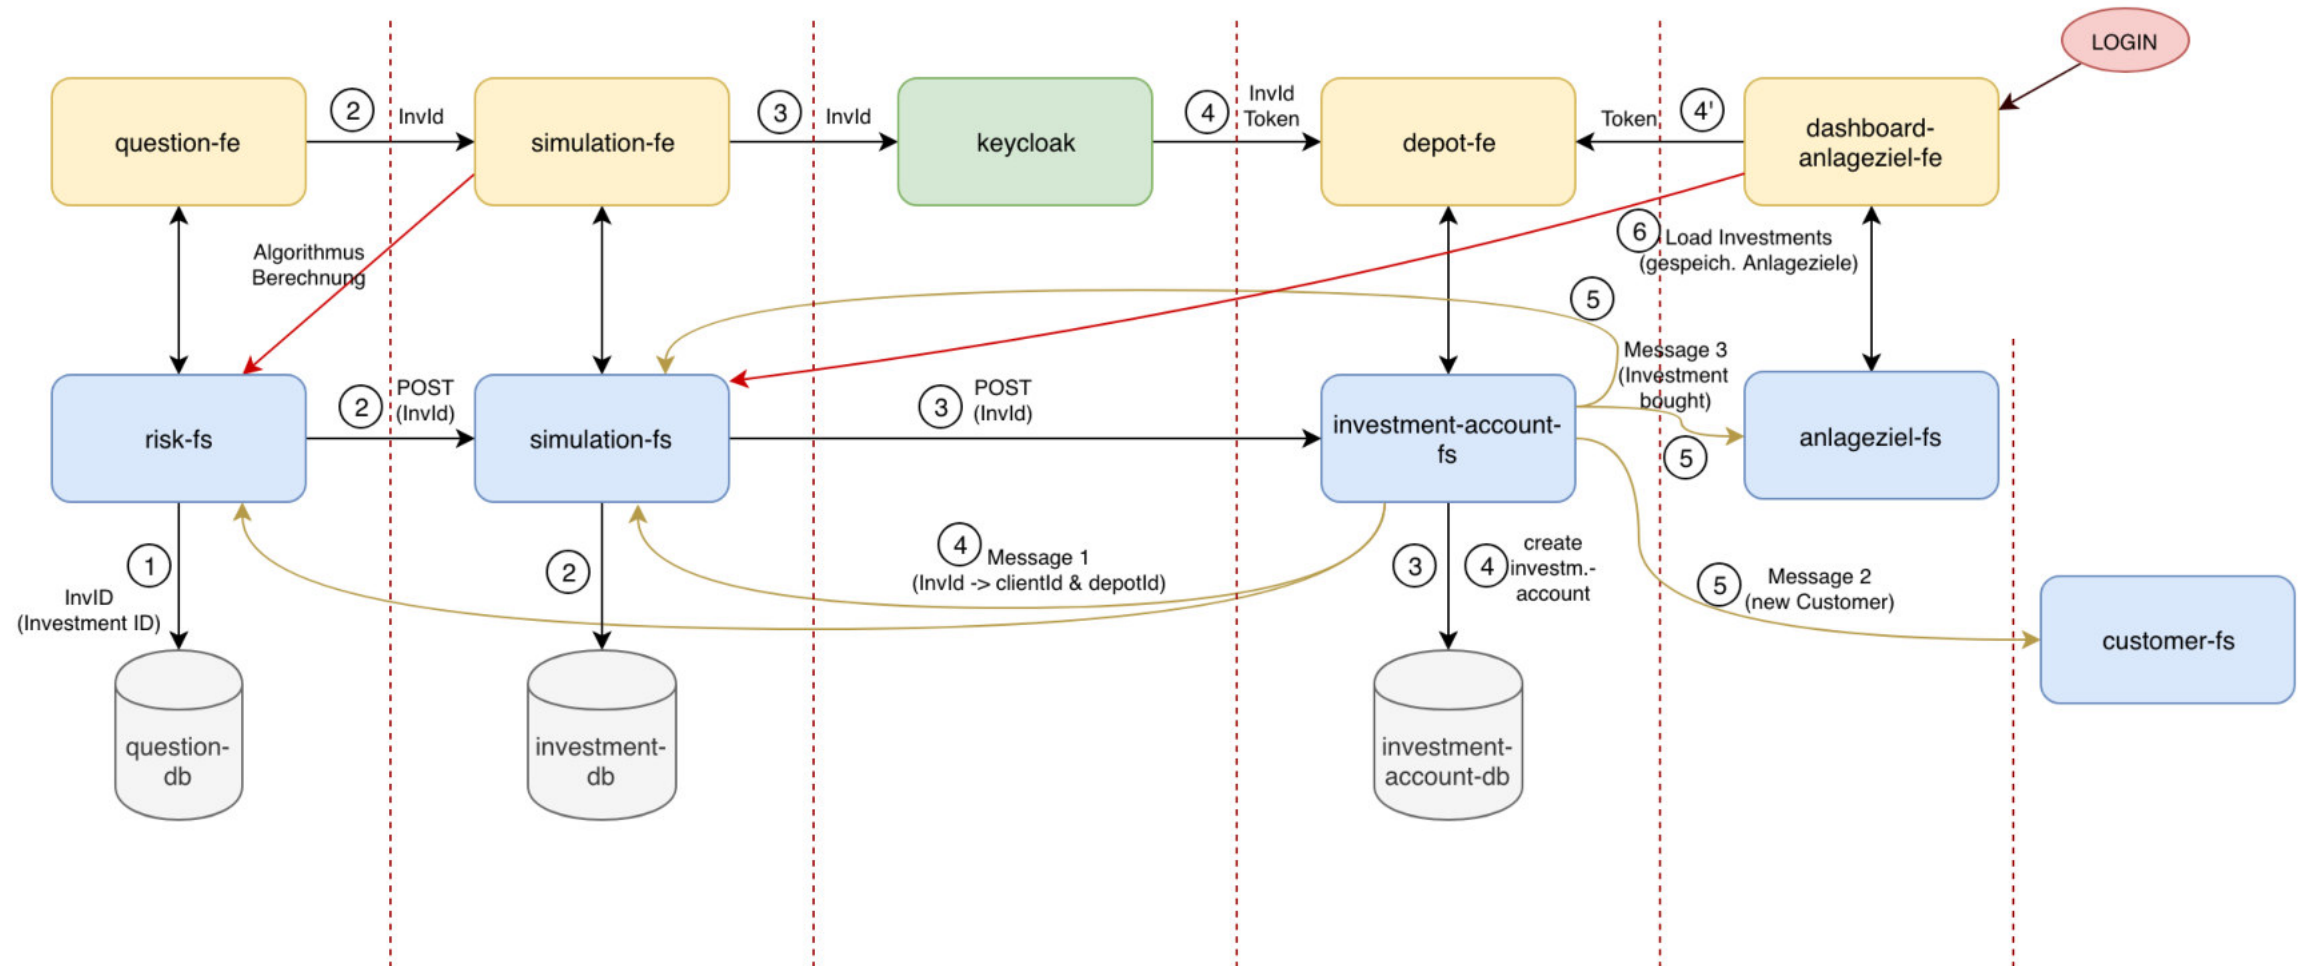 LOGIN
question-fe
2
InvId
simulation-fe
3
InvId
keycloak
4
InvId
Token
depot-fe
Token
4'
dashboard-
anlageziel-fe
Algorithmus
Berechnung
6
Load Investments
(gespeich. Anlageziele)
5
Message 3
(Investment
bought)
risk-fs
2
POST
(InvId)
simulation-fs
3
POST
(InvId)
investment-account-
fs
5
anlageziel-fs
1
InvID
(Investment ID)
2
4
Message 1
(InvId -> clientId & depotId)
3
4
create
investm.-
account
5
Message 2
(new Customer)
customer-fs
question-
db
investment-
db
investment-
account-db